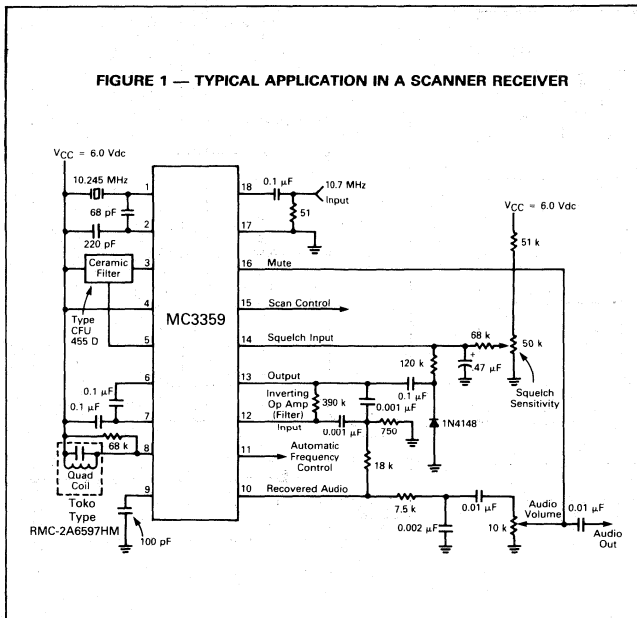 FIGURE 1 — TYPICAL APPLICATION IN A SCANNER RECEIVER
VCC = 6.0 Vdc
10.245 MHz
1
68 pF
2
220 pF
Ceramic
Filter
3
4
Type
CFU
455 D
5
6
0.1 µF
0.1 µF
7
68 k
8
Quad
Coil
Toko
Type
RMC-2A6597HM
9
100 pF
MC3359
18
0.1 µF
10.7 MHz
Input
51
17
16
Mute
15
Scan Control
14
Squelch Input
13
Output
Inverting
Op Amp
(Filter)
12
Input
390 k
0.001 µF
0.001 µF
0.1 µF
750
120 k
1N4148
68 k
+
.47 µF
VCC = 6.0 Vdc
51 k
50 k
Squelch
Sensitivity
11
Automatic
Frequency
Control
18 k
10
Recovered Audio
7.5 k
0.002 µF
0.01 µF
10 k
Audio
Volume
0.01 µF
Audio
Out